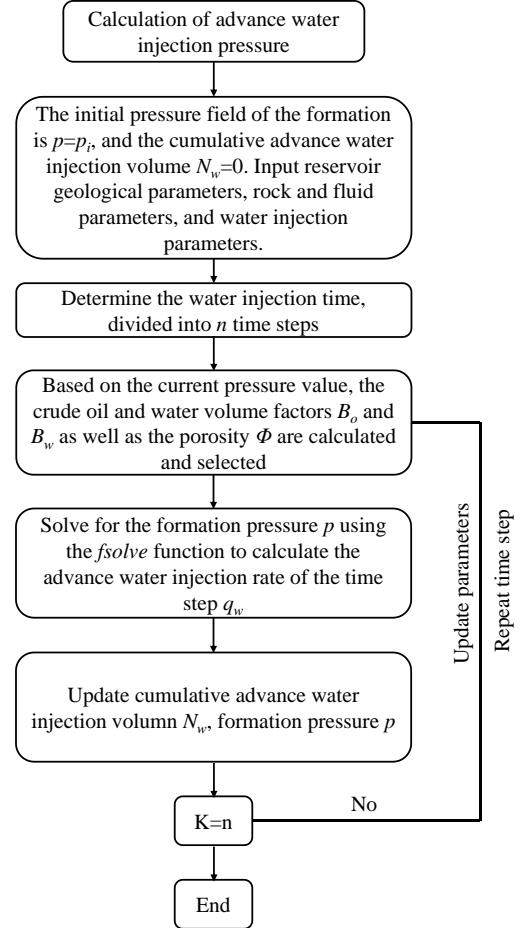 Calculation of advance water
injection pressure
The initial pressure field of the formation
is p=pᵢ, and the cumulative advance water
injection volume N_w=0. Input reservoir
geological parameters, rock and fluid
parameters, and water injection
parameters.
Determine the water injection time,
divided into n time steps
Based on the current pressure value, the
crude oil and water volume factors B_o and
B_w as well as the porosity Φ are calculated
and selected
Solve for the formation pressure p using
the fsolve function to calculate the
advance water injection rate of the time
step q_w
Update cumulative advance water
injection volumn N_w, formation pressure p
K=n
No
End
Update parameters
Repeat time step